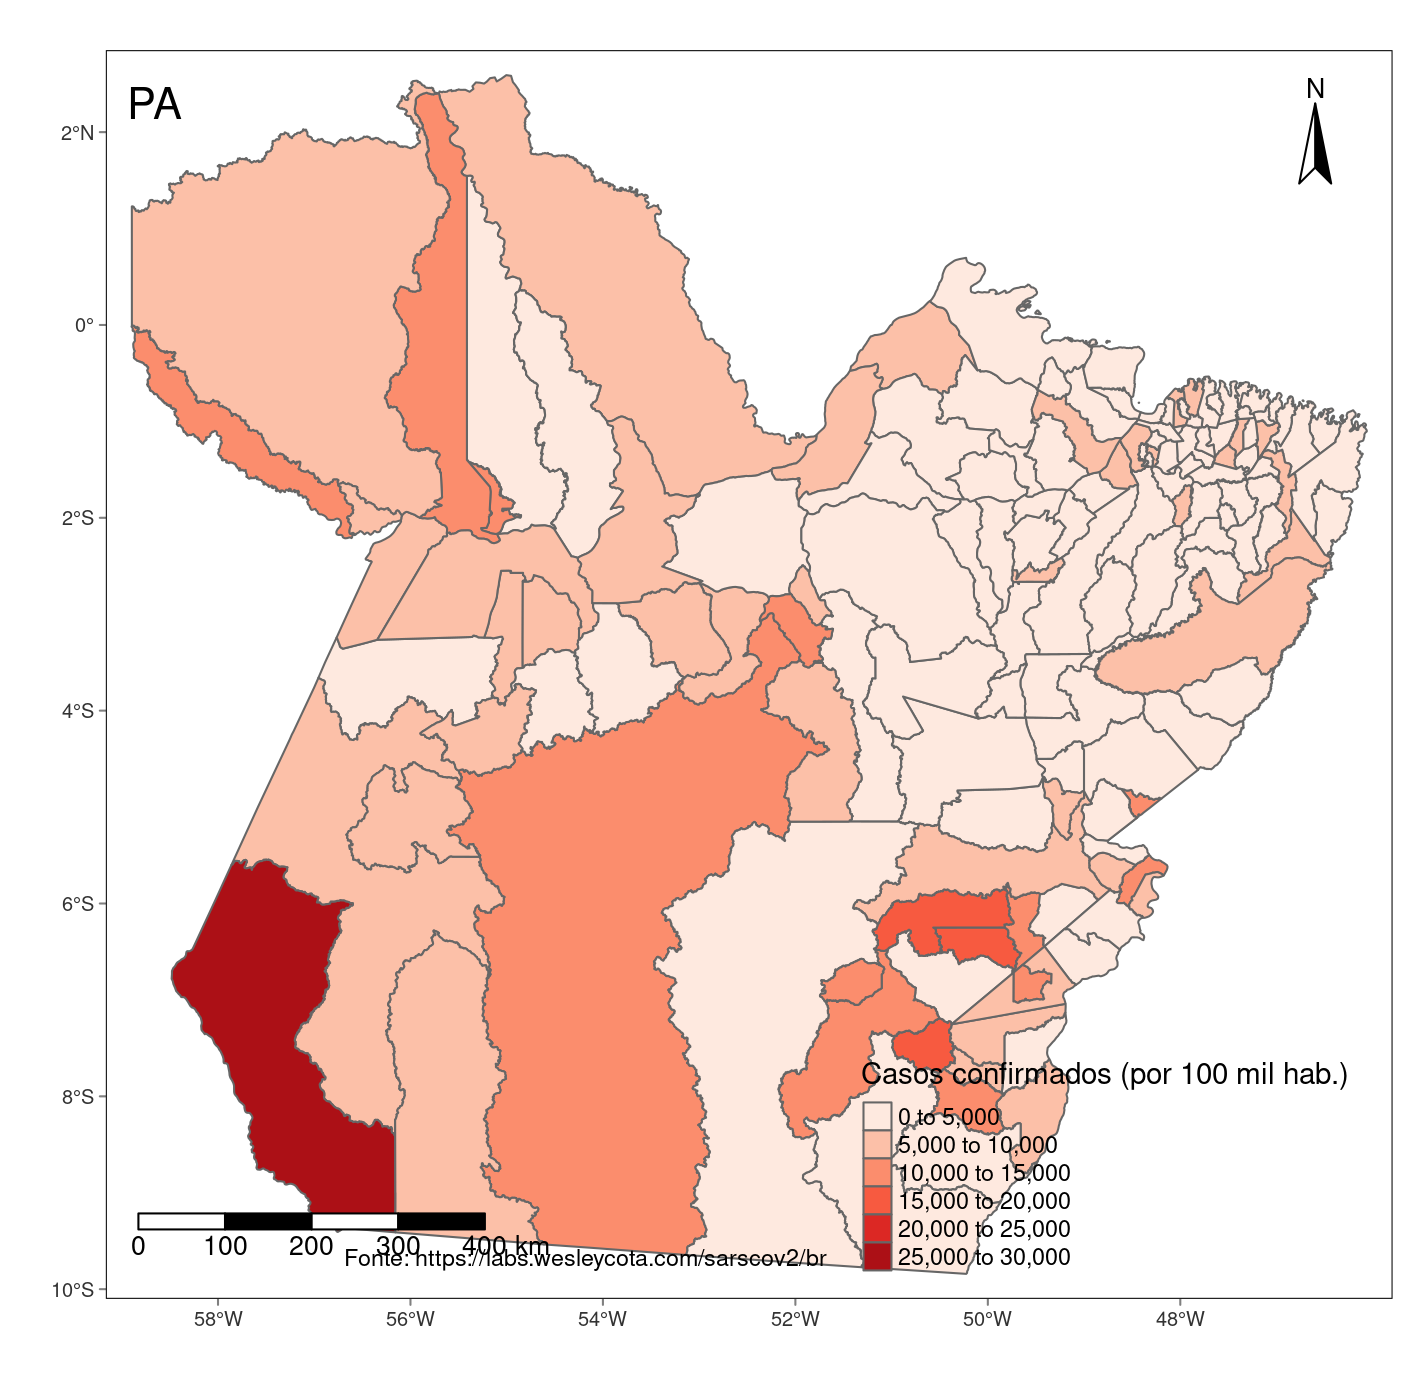 PA
N
2°N
0°
2°S
4°S
6°S
8°S
10°S
Casos confirmados (por 100 mil hab.)
0 to 5,000
5,000 to 10,000
10,000 to 15,000
15,000 to 20,000
20,000 to 25,000
25,000 to 30,000
0 100 200 300 400 km
Fonte: https://labs.wesleycota.com/sarscov2/br
58°W 56°W 54°W 52°W 50°W 48°W